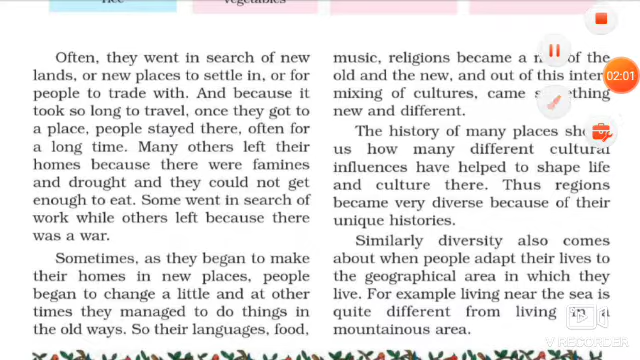 rice
vegetables
Often, they went in search of new
lands, or new places to settle in, or for
people to trade with. And because it
took so long to travel, once they got to
a place, people stayed there, often for
a long time. Many others left their
homes because there were famines
and drought and they could not get
enough to eat. Some went in search of
work while others left because there
was a war.
Sometimes, as they began to make
their homes in new places, people
began to change a little and at other
times they managed to do things in
the old ways. So their languages, food,
music, religions became a of the
old and the new, and out of this inter
mixing of cultures, came
new and different.
The history of many places
us how many different cultural
influences have helped to shape life
and culture there. Thus regions
became very diverse because of their
unique histories.
Similarly diversity also comes
about when people adapt their lives to
the geographical area in which they
live. For example living near the sea is
quite different from living in a
mountainous area.
02:01
V RECORDER